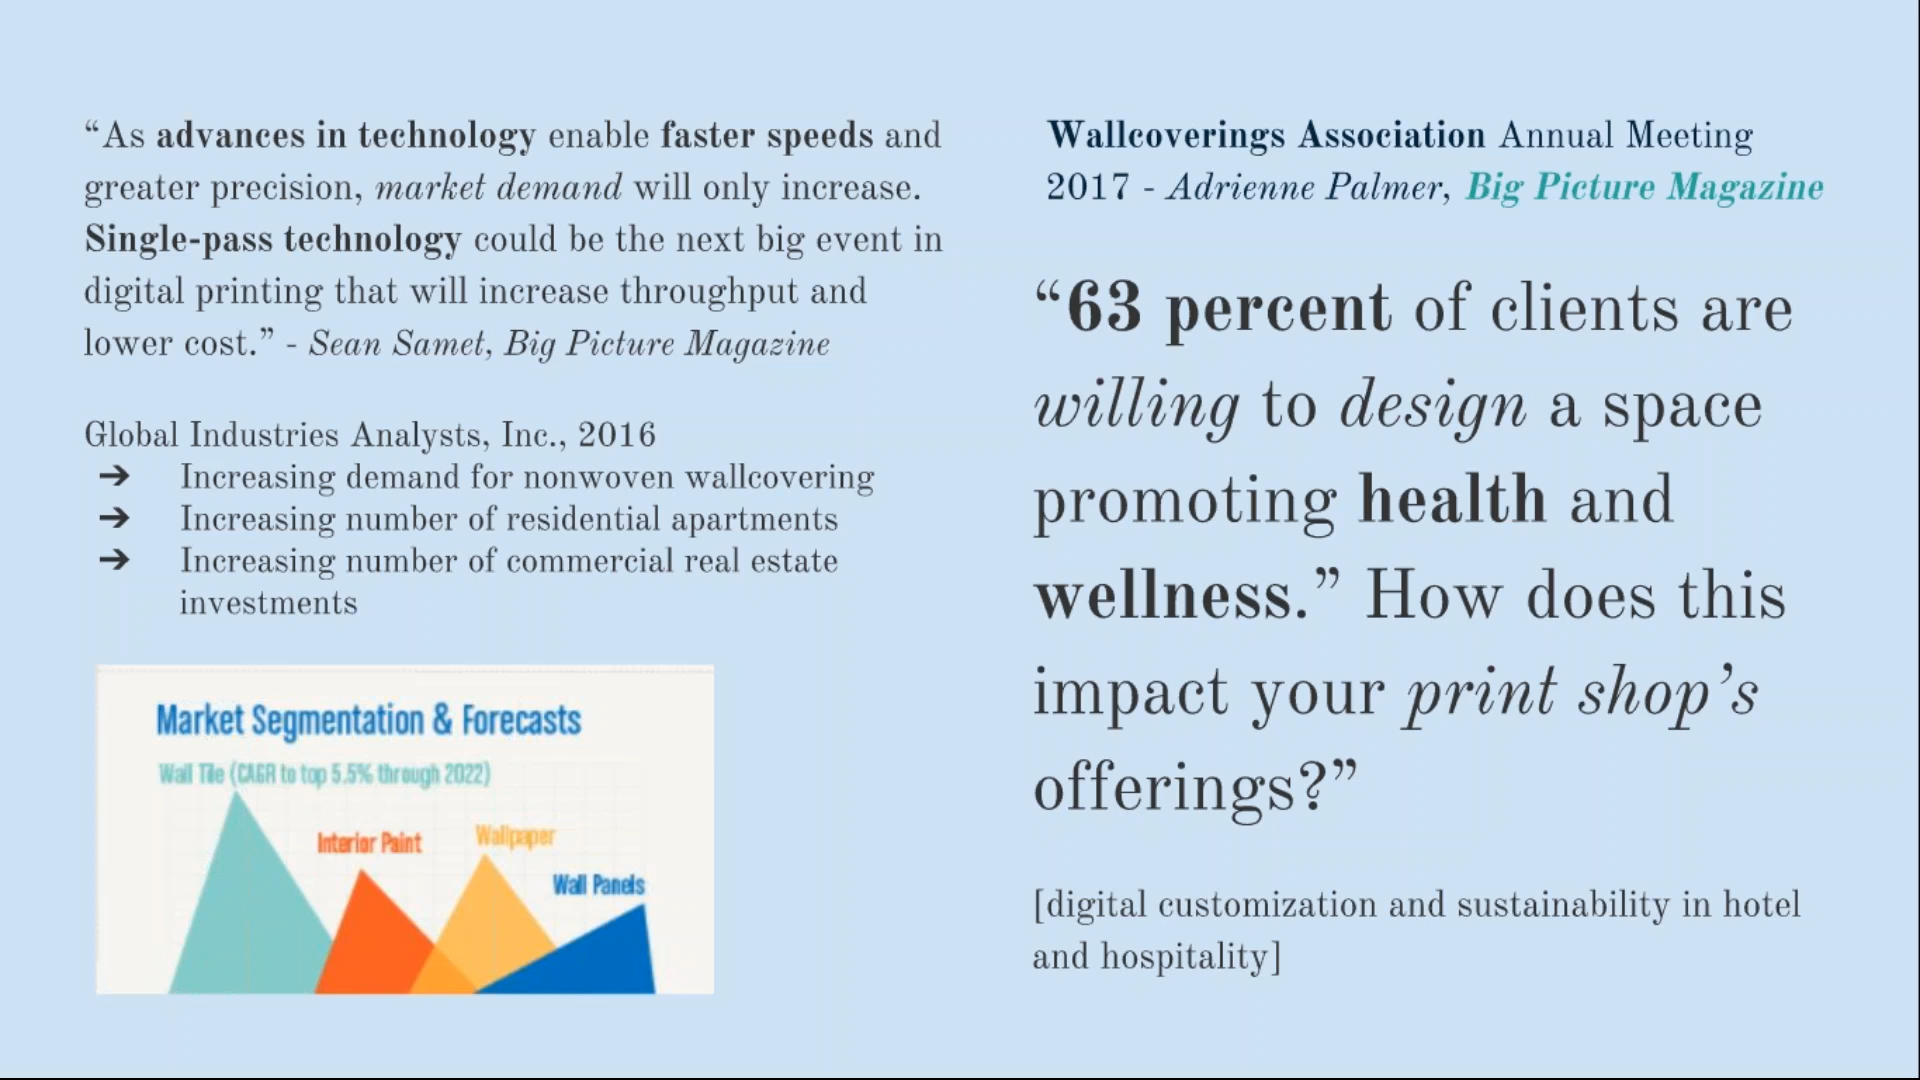 “As advances in technology enable faster speeds and
greater precision, market demand will only increase.
Single-pass technology could be the next big event in
digital printing that will increase throughput and
lower cost.” - Sean Samet, Big Picture Magazine
Global Industries Analysts, Inc., 2016
➔ Increasing demand for nonwoven wallcovering
➔ Increasing number of residential apartments
➔ Increasing number of commercial real estate
investments
Market Segmentation & Forecasts
Wall Tile (CAGR to top 5.5% through 2022)
Interior Paint
Wallpaper
Wall Panels
Wallcoverings Association Annual Meeting
2017 - Adrienne Palmer, Big Picture Magazine
“63 percent of clients are
willing to design a space
promoting health and
wellness.” How does this
impact your print shop’s
offerings?”
[digital customization and sustainability in hotel
and hospitality]